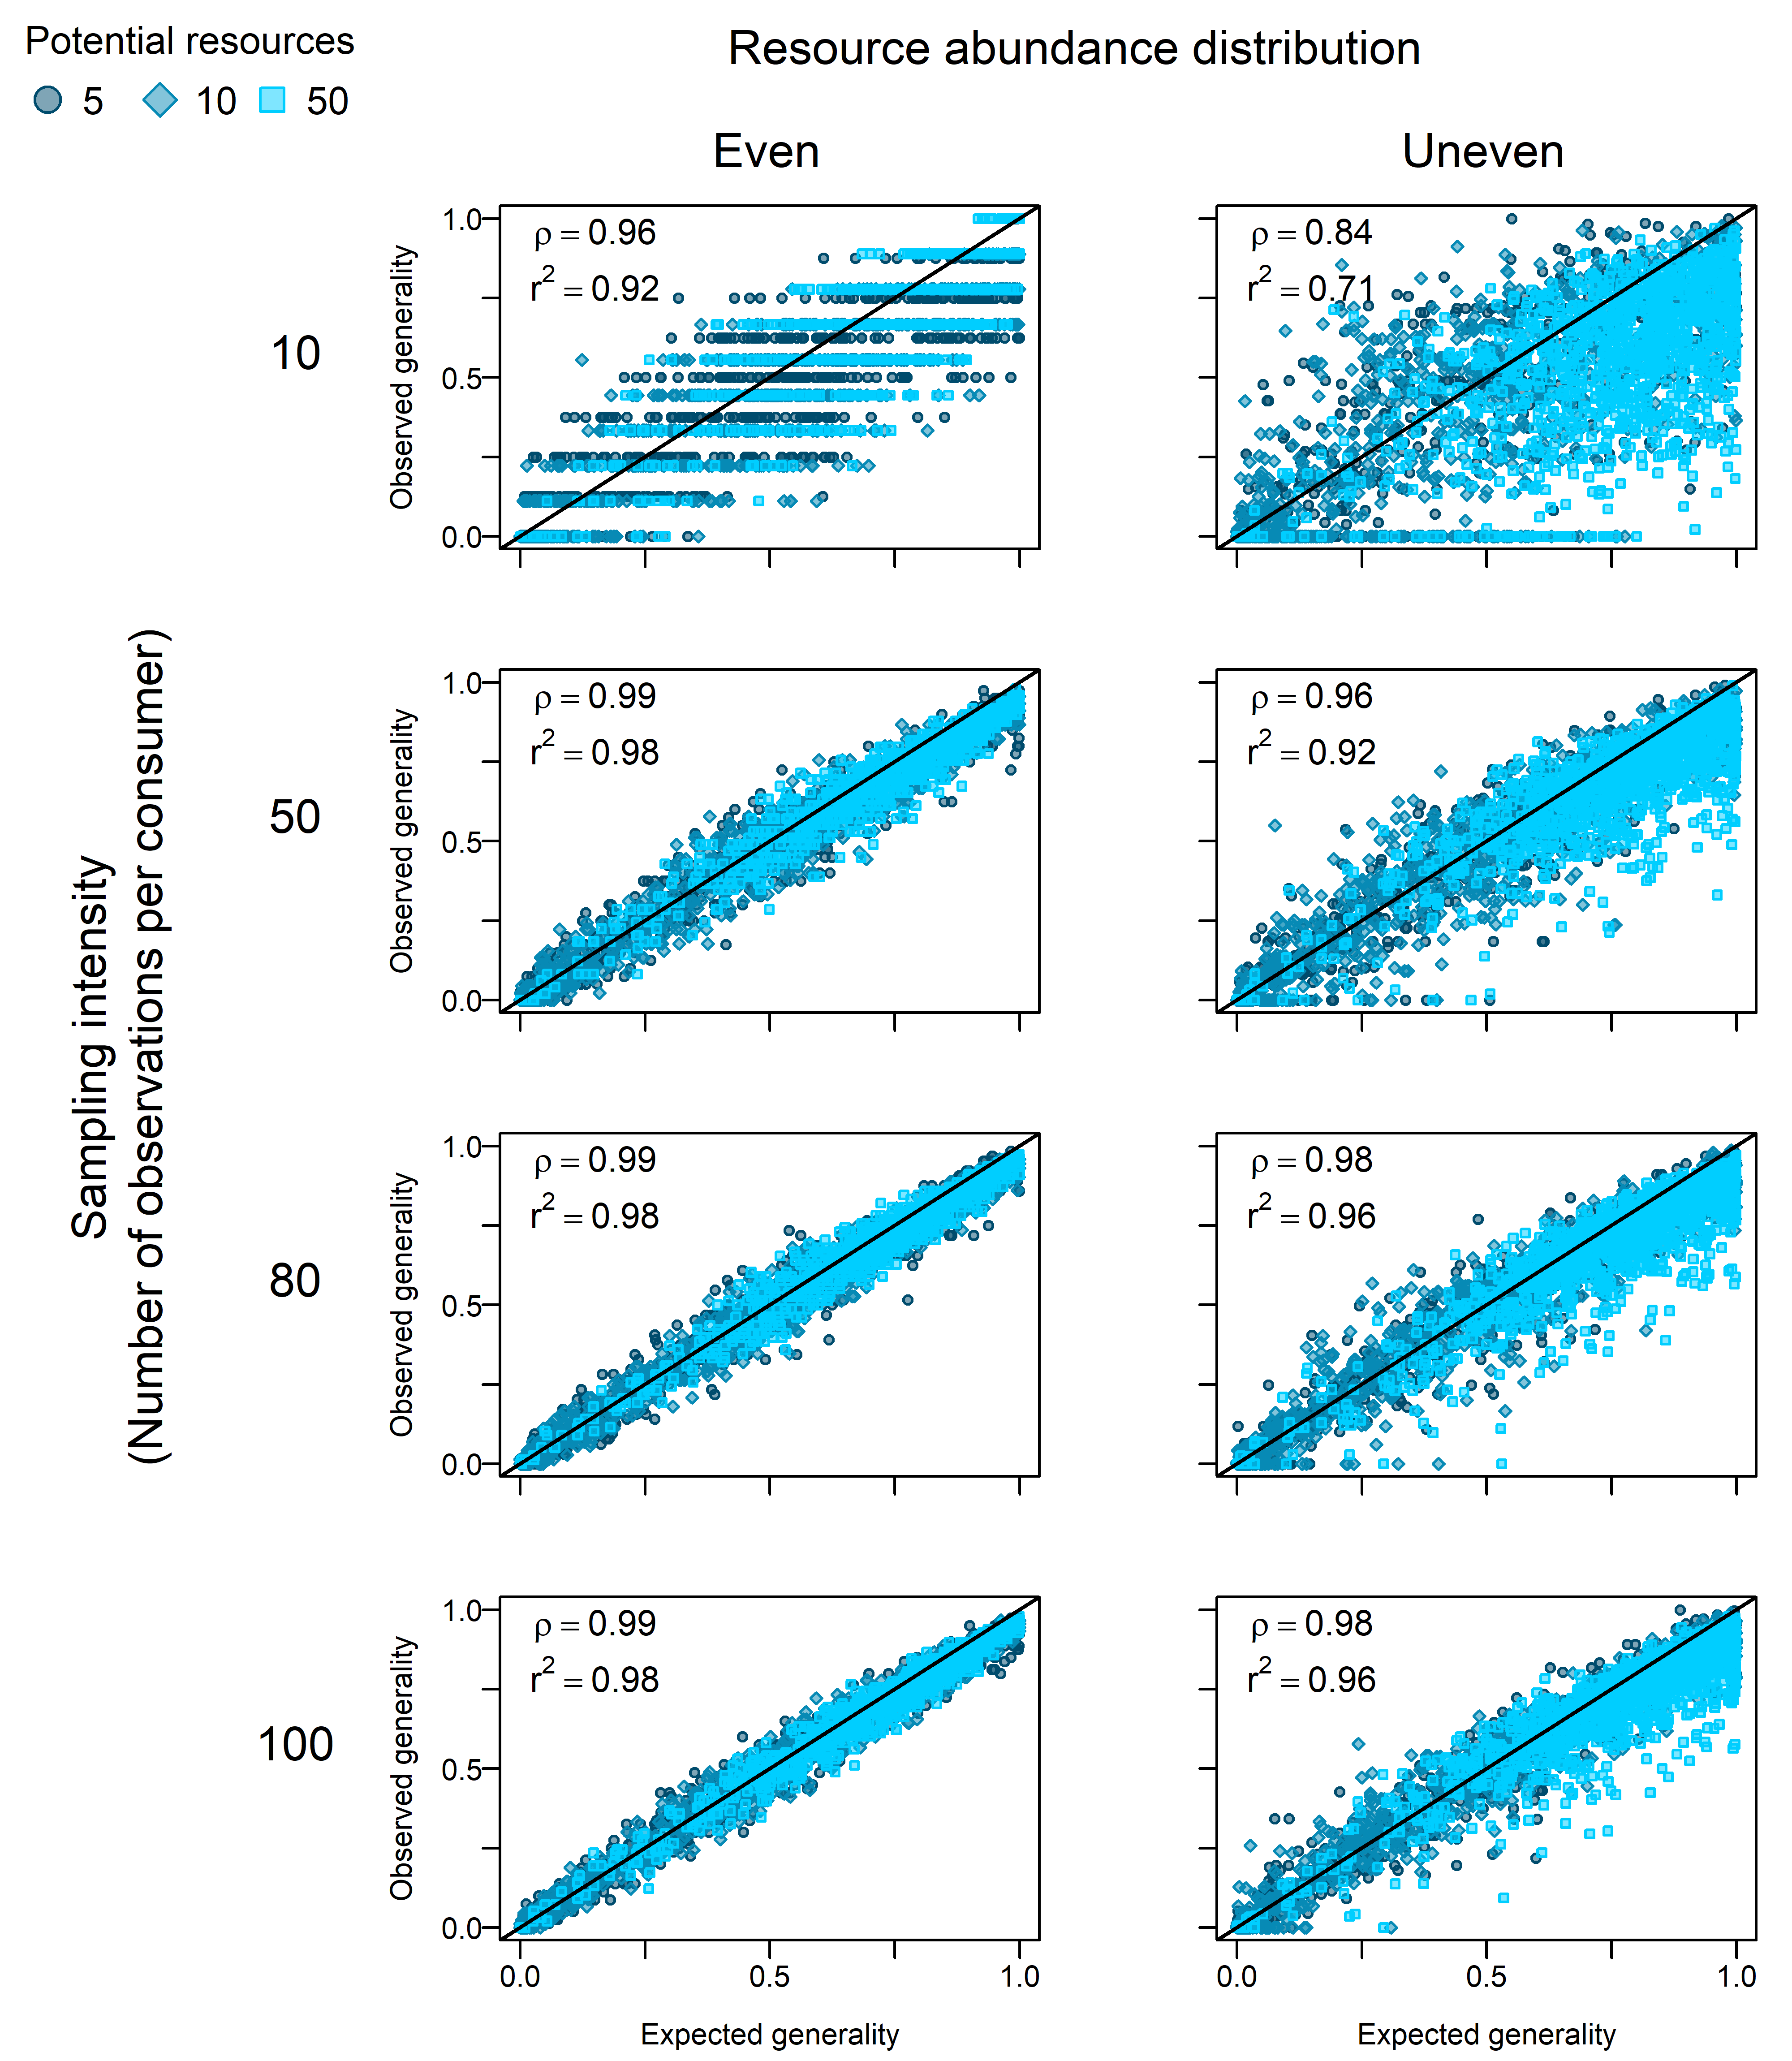 Potential resources
5 10 50
Resource abundance distribution
Even Uneven
Sampling intensity
(Number of observations per consumer)
10
Observed generality
1.0
0.5
0.0
ρ = 0.96
r² = 0.92
ρ = 0.84
r² = 0.71
50
Observed generality
1.0
0.5
0.0
ρ = 0.99
r² = 0.98
ρ = 0.96
r² = 0.92
80
Observed generality
1.0
0.5
0.0
ρ = 0.99
r² = 0.98
ρ = 0.98
r² = 0.96
100
Observed generality
1.0
0.5
0.0
ρ = 0.99
r² = 0.98
ρ = 0.98
r² = 0.96
0.0 0.5 1.0
0.0 0.5 1.0
Expected generality
Expected generality